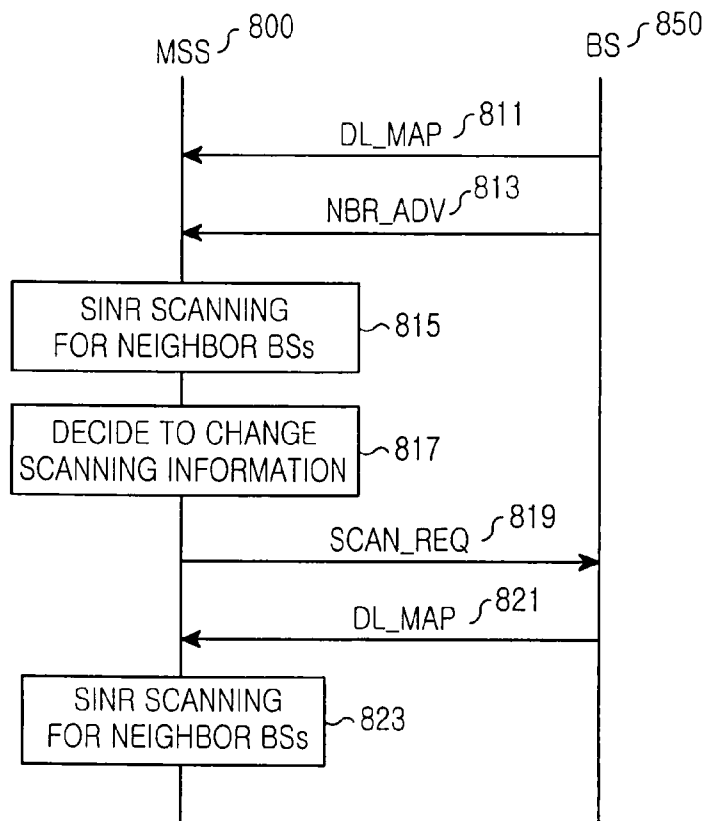 MSS 800
BS 850
DL_MAP 811
NBR_ADV 813
SINR SCANNING
FOR NEIGHBOR BSs
815
DECIDE TO CHANGE
SCANNING INFORMATION
817
SCAN_REQ 819
DL_MAP 821
SINR SCANNING
FOR NEIGHBOR BSs
823